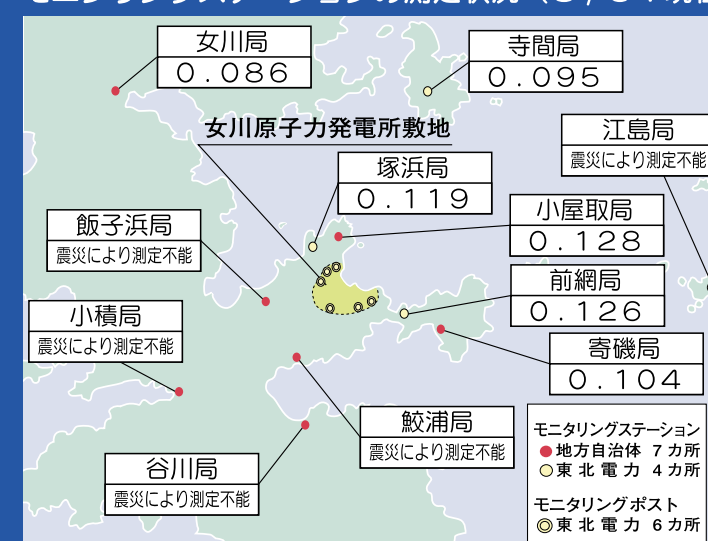 女川局
0.086
寺間局
0.095
女川原子力発電所敷地
江島局
震災により測定不能
塚浜局
0.119
小屋取局
0.128
飯子浜局
震災により測定不能
前網局
0.126
小積局
震災により測定不能
寄磯局
0.104
鮫浦局
震災により測定不能
谷川局
震災により測定不能
モニタリングステーション
地方自治体 7カ所
東北電力 4カ所
モニタリングポスト
東北電力 6カ所